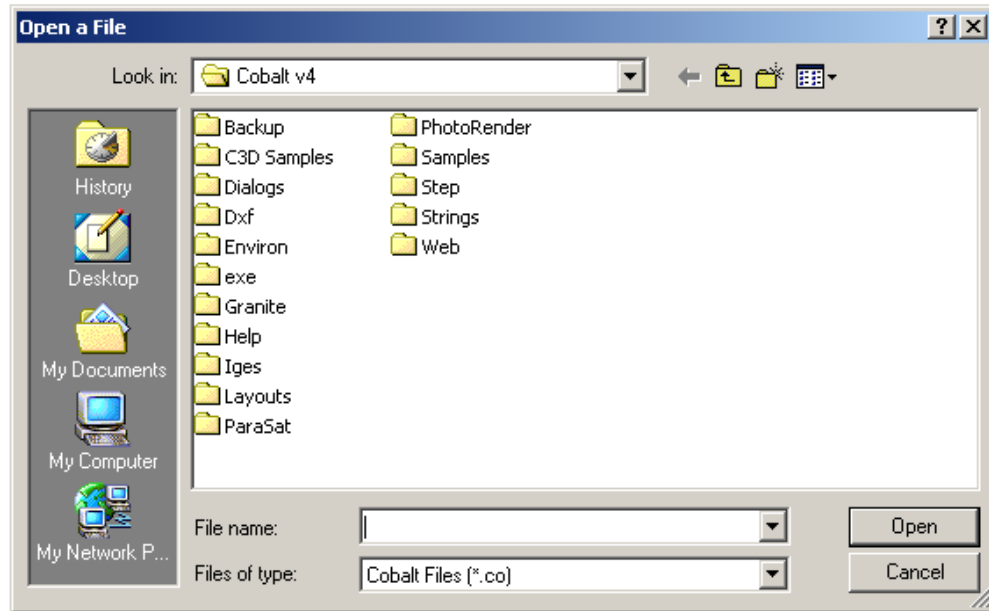 Open a File
Look in: Cobalt v4
History
Desktop
My Documents
My Computer
My Network P...
Backup
C3D Samples
Dialogs
Dxf
Environ
exe
Granite
Help
Iges
Layouts
ParaSat
PhotoRender
Samples
Step
Strings
Web
File name:
Open
Files of type: Cobalt Files (*.co)
Cancel